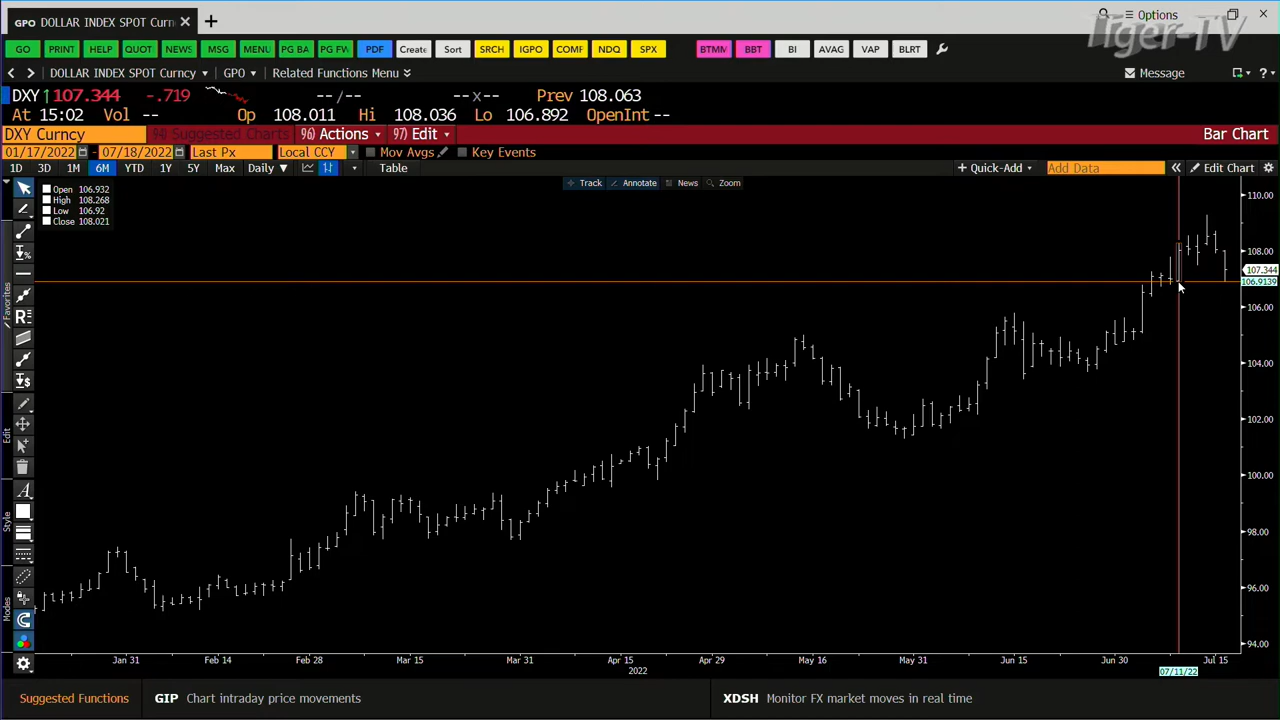 GPO DOLLAR INDEX SPOT Curn
Options
Tiger-TV
GO PRINT HELP QUOT NEWS MSG MENU PG BA PG FW PDF Create Sort SRCH IGPO COMF NDQ SPX BTMM BBT BI AVAG VAP BLRT
DOLLAR INDEX SPOT Curncy GPO Related Functions Menu Message
DXY 107.344 -.719 --/-- --x-- Prev 108.063
At 15:02 Vol -- Op 108.011 Hi 108.036 Lo 106.892 OpenInt --
DXY Curncy 94) Suggested Charts 96) Actions 97) Edit Bar Chart
01/17/2022 - 07/18/2022 Last Px Local CCY Mov Avgs Key Events
1D 3D 1M 6M YTD 1Y 5Y Max Daily Table + Quick-Add Add Data Edit Chart
Track Annotate News Zoom
Open 106.932
High 108.268
Low 106.92
Close 108.021
110.00
108.00
107.344
106.9139
106.00
104.00
102.00
100.00
98.00
96.00
94.00
Favorites
Edit
Style
Modes
Jan 31 Feb 14 Feb 28 Mar 15 Mar 31 Apr 15 Apr 29 May 16 May 31 Jun 15 Jun 30 Jul 15
2022
07/11/22
Suggested Functions GIP Chart intraday price movements XDSH Monitor FX market moves in real time